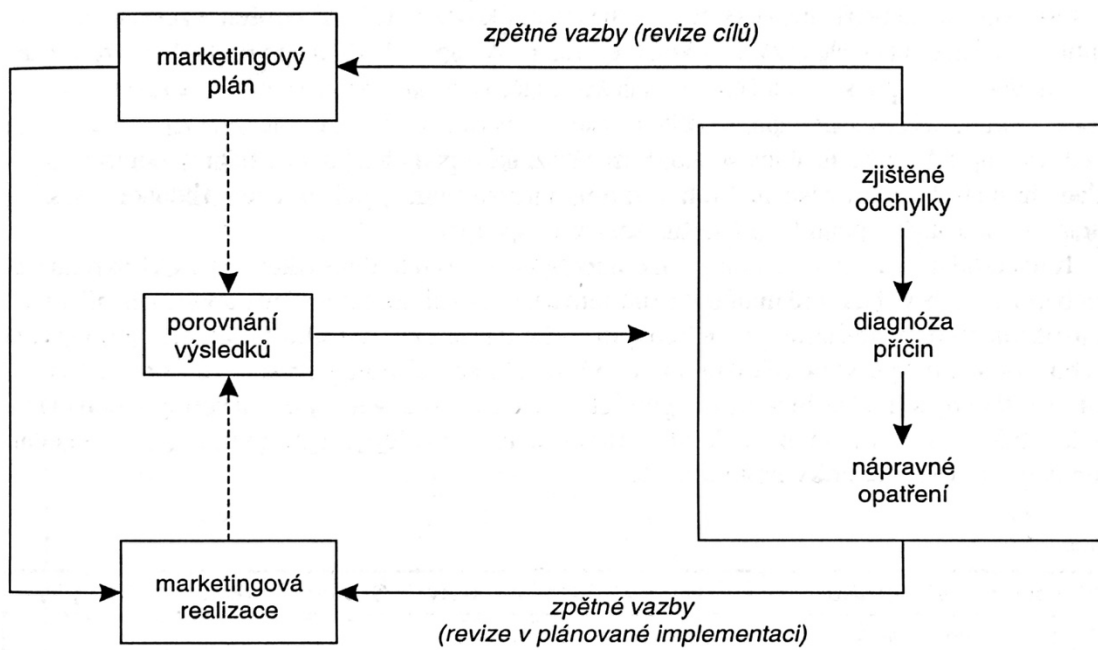 zpětné vazby (revize cílů)
marketingový
plán
zjištěné
odchylky
porovnání
výsledků
diagnóza
příčin
nápravné
opatření
marketingová
realizace
zpětné vazby
(revize v plánované implementaci)